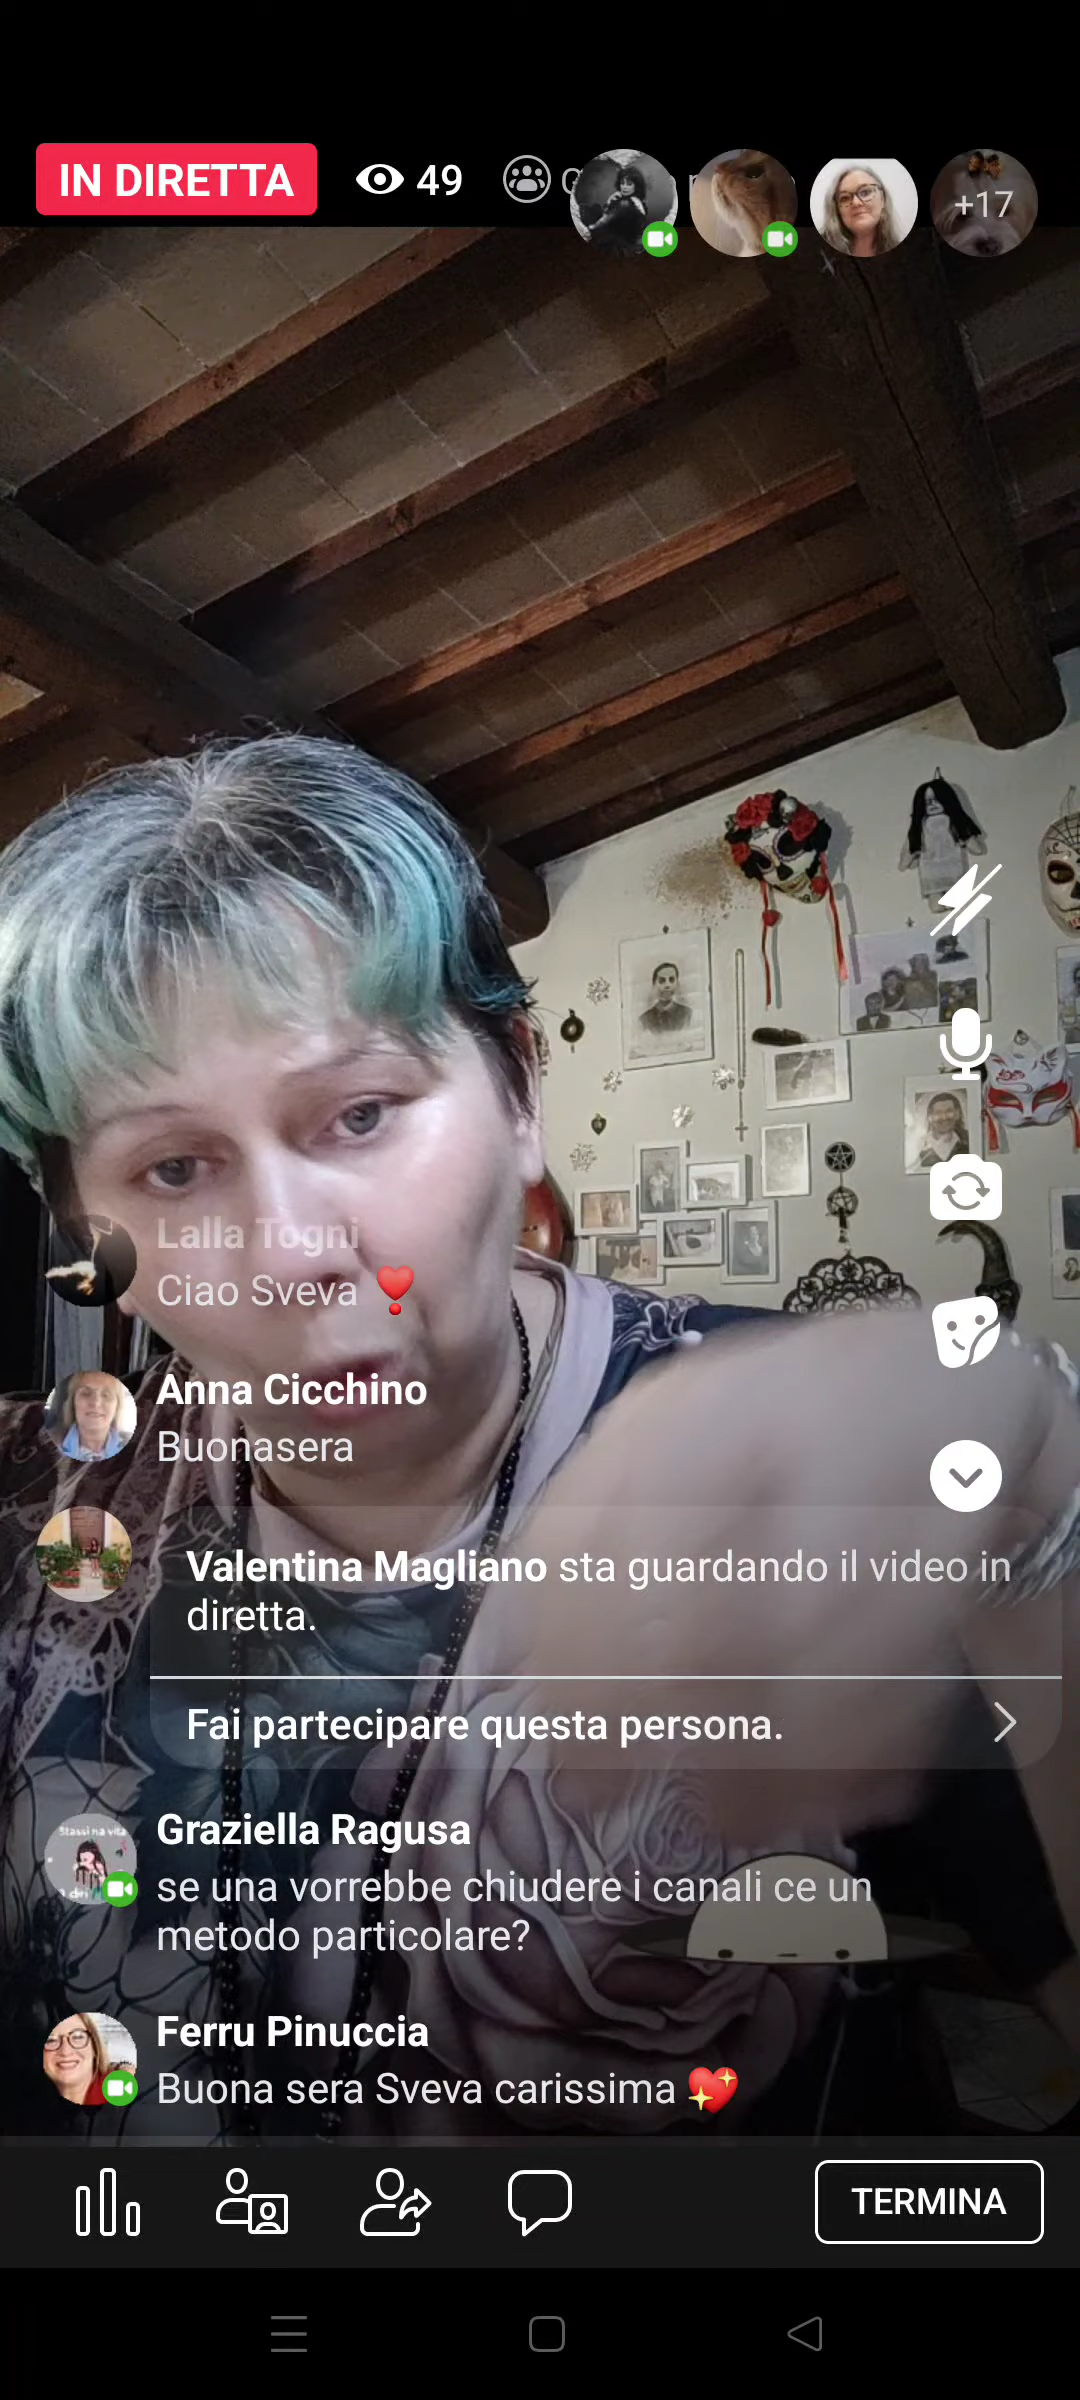 IN DIRETTA
49
+17
Lalla Togni
Ciao Sveva ❣️
Anna Cicchino
Buonasera
Valentina Magliano sta guardando il video in
diretta.
Fai partecipare questa persona.
Graziella Ragusa
se una vorrebbe chiudere i canali ce un
metodo particolare?
Ferru Pinuccia
Buona sera Sveva carissima 💖
TERMINA